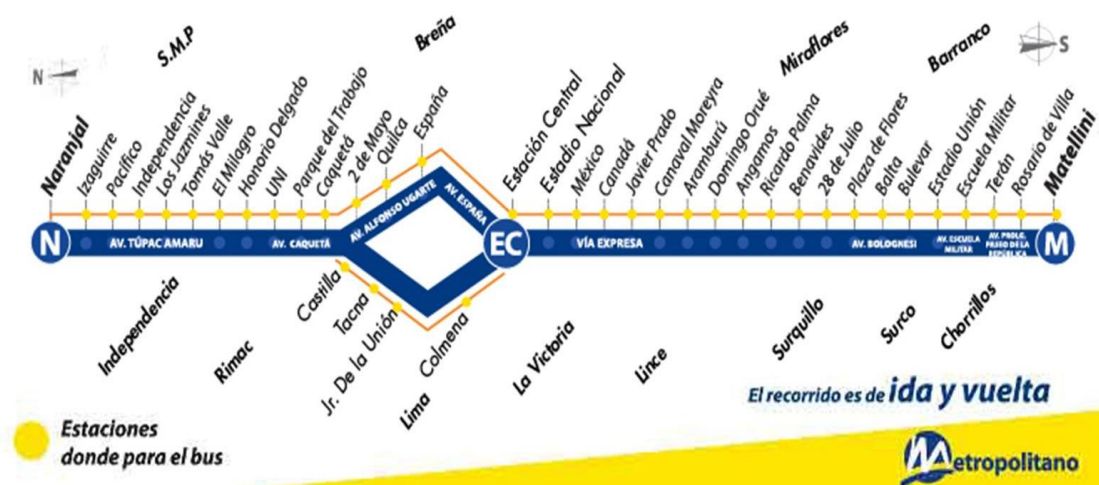 S.M.P
Breña
Miraflores
Barranco
N
S
Naranjal
Izaguirre
Pacífico
Independencia
Los Jazmines
Tomás Valle
El Milagro
Honorio Delgado
UNI
Parque del Trabajo
Caquetá
2 de Mayo
Quilca
España
Estación Central
Estadio Nacional
México
Canadá
Javier Prado
Canaval Moreyra
Aramburú
Domingo Orué
Angamos
Ricardo Palma
Benavides
28 de Julio
Plaza de Flores
Balta
Bulevar
Estadio Unión
Escuela Militar
Terán
Rosario de Villa
Matellini
N
AV. TÚPAC AMARU
AV. CAQUETÁ
AV. ALFONSO UGARTE
AV. ESPAÑA
EC
VÍA EXPRESA
AV. BOLOGNESI
AV. ESCUELA
MILITAR
AV. PROLG.
PASEO DE LA
REPÚBLICA
M
Castilla
Tacna
Jr. De la Unión
Colmena
Independencia
Rimac
Lima
La Victoria
Lince
Surquillo
Surco
Chorrillos
El recorrido es de ida y vuelta
Estaciones
donde para el bus
Metropolitano